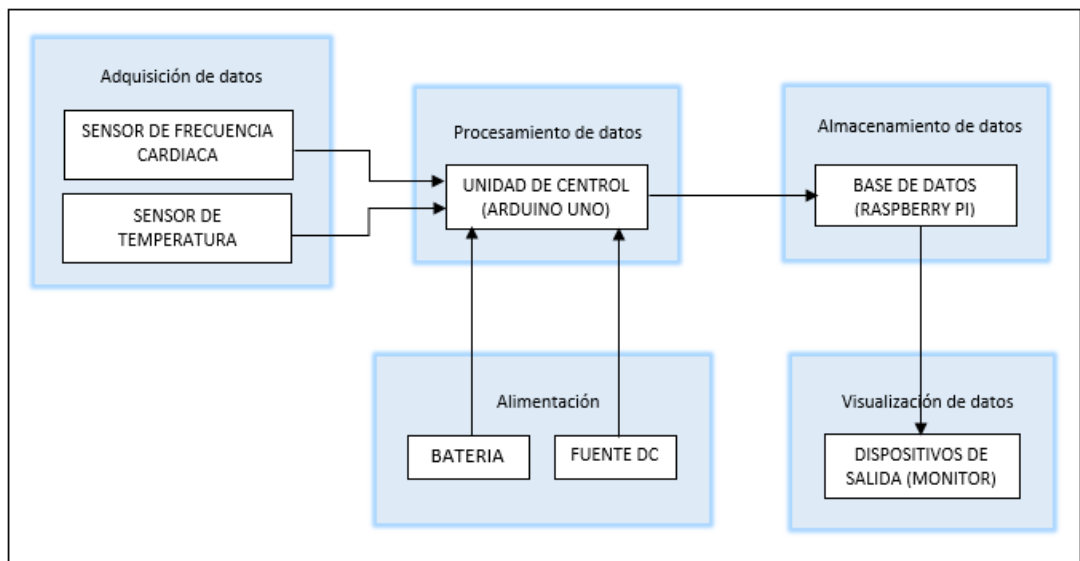 Adquisición de datos
SENSOR DE FRECUENCIA
CARDIACA
SENSOR DE
TEMPERATURA
Procesamiento de datos
UNIDAD DE CENTROL
(ARDUINO UNO)
Almacenamiento de datos
BASE DE DATOS
(RASPBERRY PI)
Alimentación
BATERIA
FUENTE DC
Visualización de datos
DISPOSITIVOS DE
SALIDA (MONITOR)